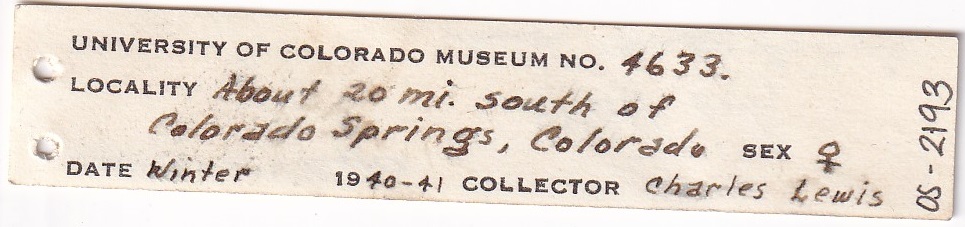 UNIVERSITY OF COLORADO MUSEUM NO. 4633.
LOCALITY About 20 mi. south of
Colorado Springs, Colorado SEX ♀
DATE Winter 1940-41 COLLECTOR Charles Lewis
OS-2193